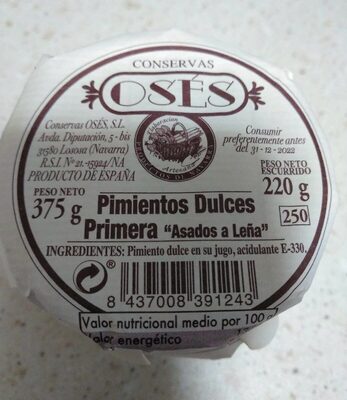 CONSERVAS
OSÉS
Conservas OSÉS, S.L.
Avda. Diputación, 5 - bis
31580 Lodosa (Navarra)
R.S.I. Nº 21.-15924/NA
PRODUCTO DE ESPAÑA
Elaboración
Artesana
Consumir
preferentemente antes
del 31 - 12 - 2022
PESO NETO
375 g
PESO NETO
ESCURRIDO
220 g
250
Pimientos Dulces
Primera "Asados a Leña"
INGREDIENTES: Pimiento dulce en su jugo, acidulante E-330.
8 437008 391243
Valor nutricional medio por 100 g
Valor energético